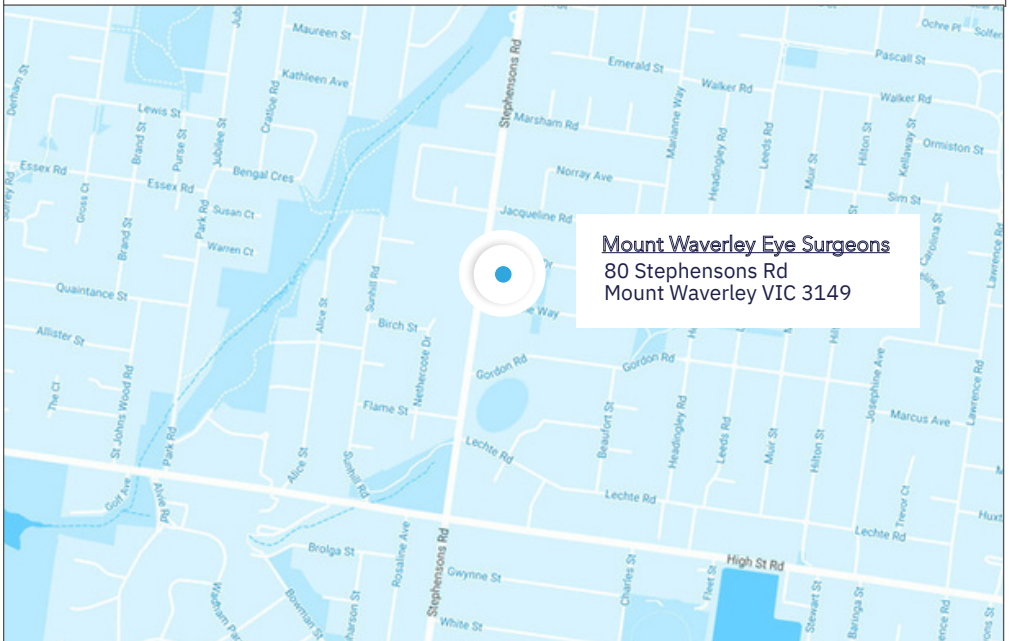 Maureen St
Ochre Pl
Pascall St
Emerald St
Kathleen Ave
Walker Rd
Walker Rd
Derham St
Stephensons Rd
Cratloe Rd
Marianne Way
Lewis St
Marsham Rd
Brand St
Purse St
Jubilee St
Headingley Rd
Leeds Rd
Hilton St
Kellaway St
Ormiston St
Muir St
Essex Rd
Bengal Cres
Norray Ave
Essex Rd
Gross Ct
Sim St
Susan Ct
Park Rd
Jacqueline Rd
Brand St
Carolina St
Lawrence Rd
Warren Ct
Mount Waverley Eye Surgeons
80 Stephensons Rd
Mount Waverley VIC 3149
Quaintance St
Sunhill Rd
Alice St
Birch St
Allister St
Nethercote Dr
Gordon Rd
Gordon Rd
Josephine Ave
Lawrence Rd
The Ct
St Johns Wood Rd
Flame St
Beaufort St
Headingley Rd
Leeds Rd
Muir St
Hilton St
Marcus Ave
Park Rd
Lechte Rd
Alice St
Sunhill Rd
Golf Ave
Alvie Rd
Lechte Rd
Trevor Ct
Lechte Rd
Brolga St
Rosaline Ave
Stephensons Rd
High St Rd
Gwynne St
Charles St
Fleet St
Bowman St
Stewart St
Baringa St
White St